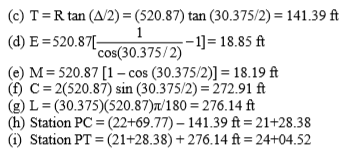 (c) T = R tan (Δ/2) = (520.87) tan (30.375/2) = 141.39 ft
(d) E = 520.87[1/cos(30.375/2) −1] = 18.85 ft
(e) M = 520.87 [1 – cos (30.375/2)] = 18.19 ft
(f) C = 2(520.87) sin (30.375/2) = 272.91 ft
(g) L = (30.375)(520.87)π/180 = 276.14 ft
(h) Station PC = (22+69.77) – 141.39 ft = 21+28.38
(i) Station PT = (21+28.38) + 276.14 ft = 24+04.52